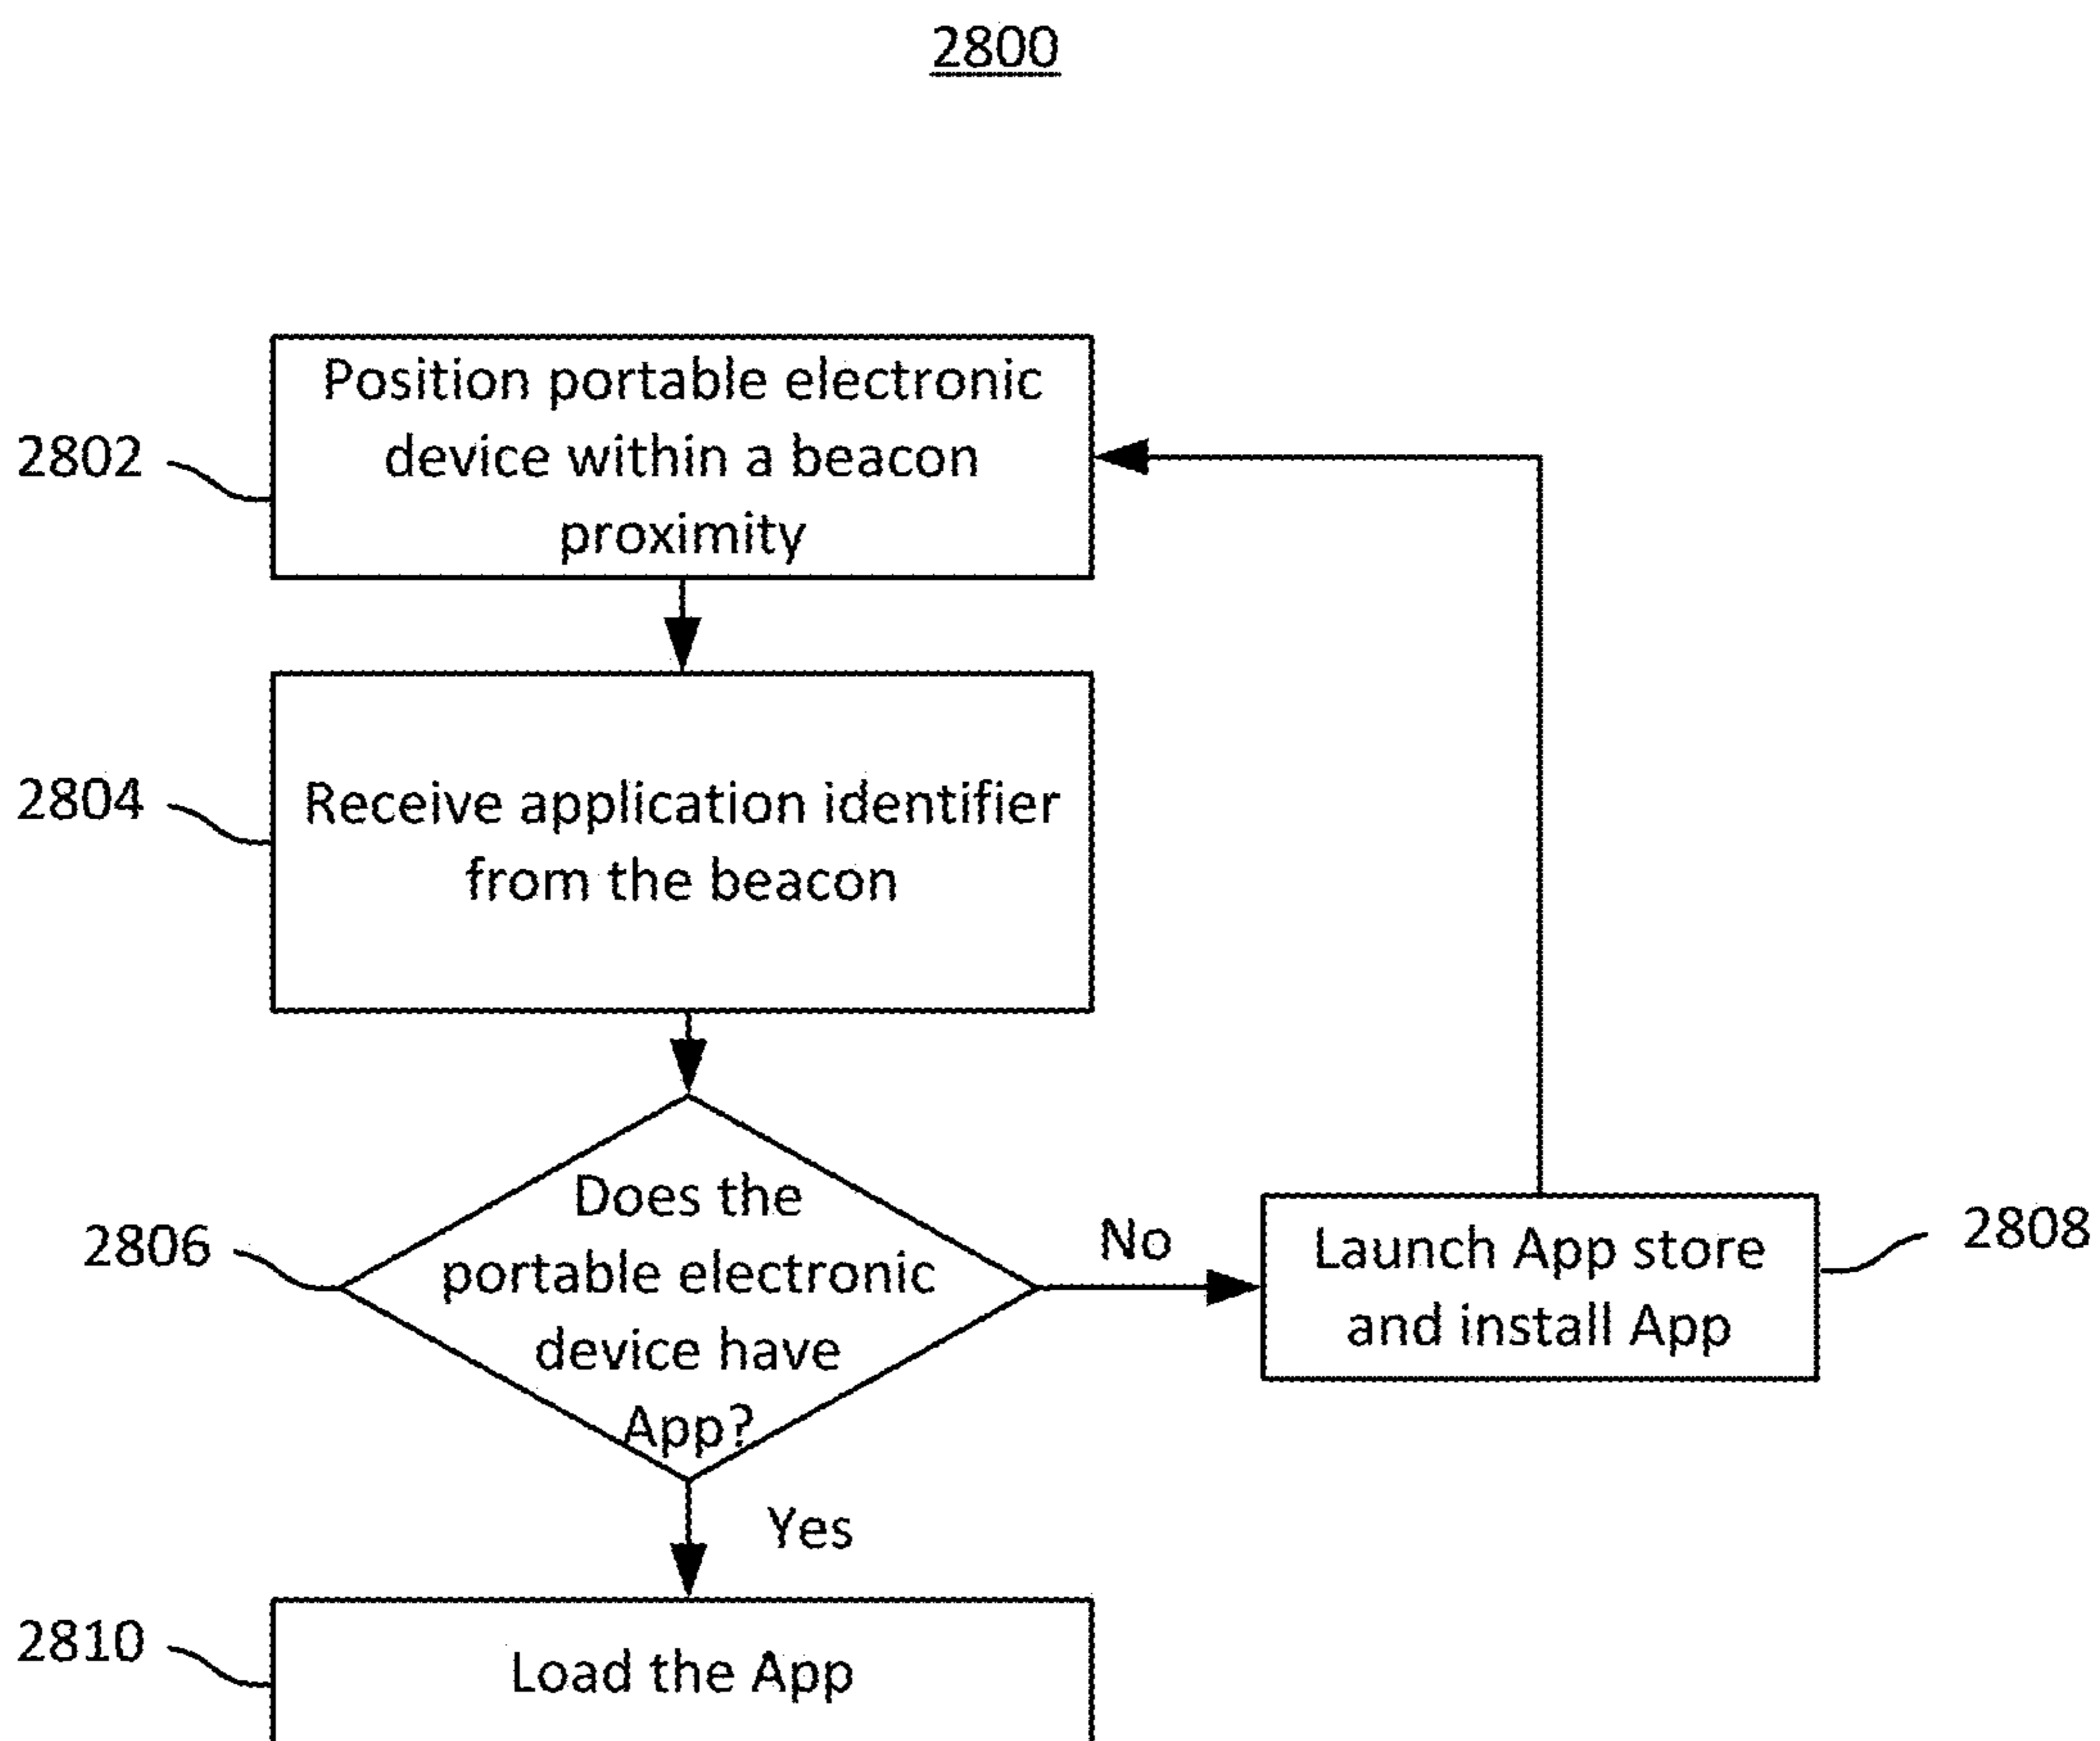 2800
Position portable electronic
device within a beacon
proximity
2802
Receive application identifier
from the beacon
2804
Does the
portable electronic
device have
App?
2806
No
Launch App store
and install App
2808
Yes
Load the App
2810